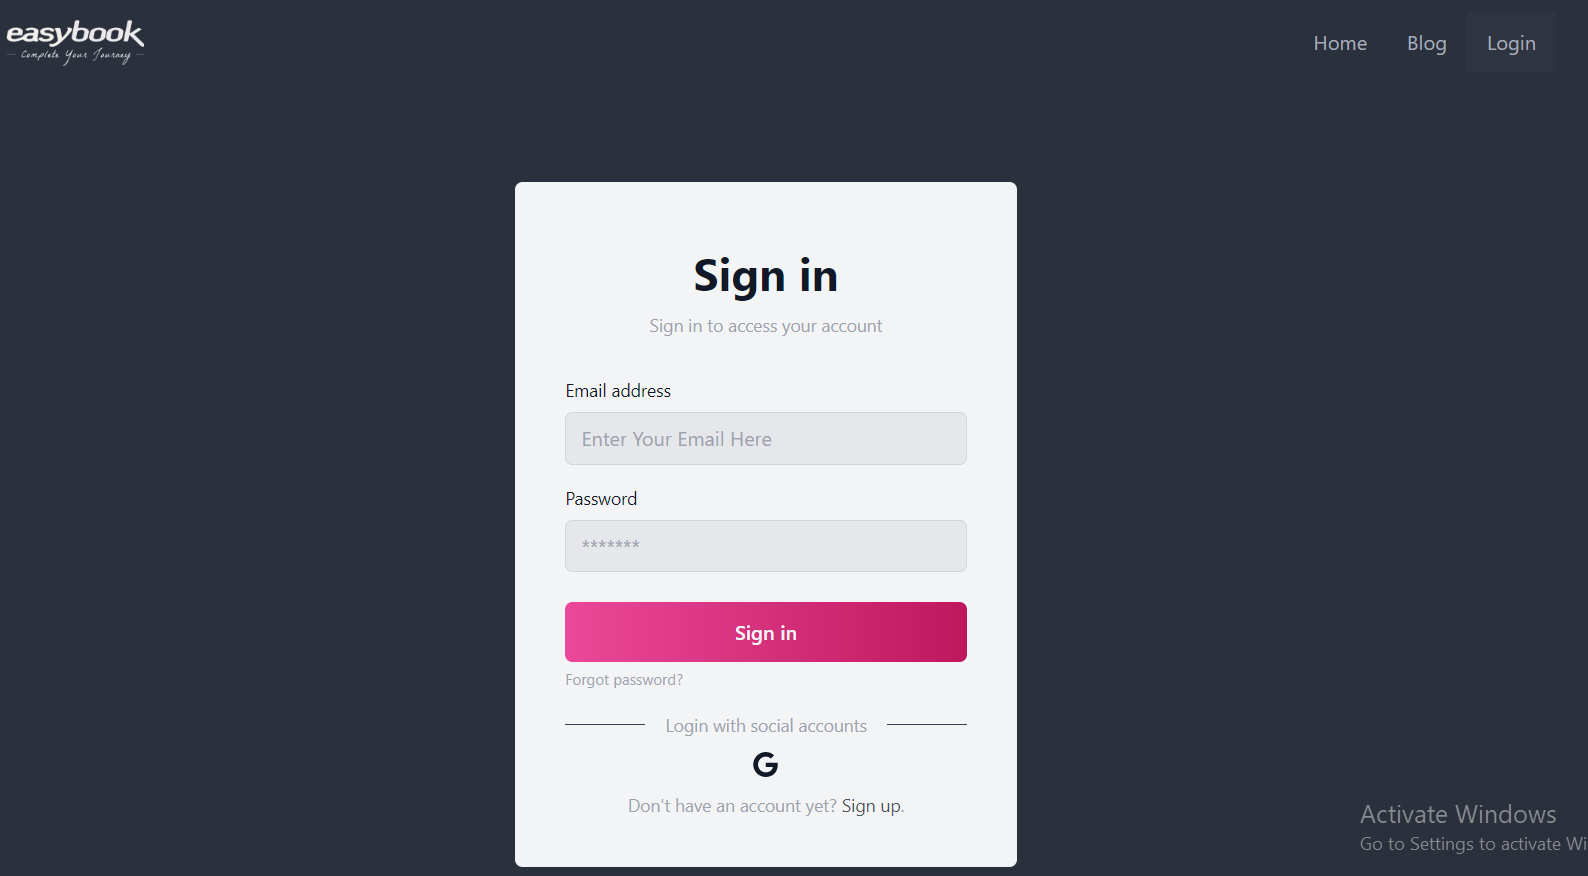 easybook
Complete Your Journey
Home
Blog
Login
Sign in
Sign in to access your account
Email address
Enter Your Email Here
Password
*******
Sign in
Forgot password?
Login with social accounts
G
Don't have an account yet? Sign up.
Activate Windows
Go to Settings to activate Wi